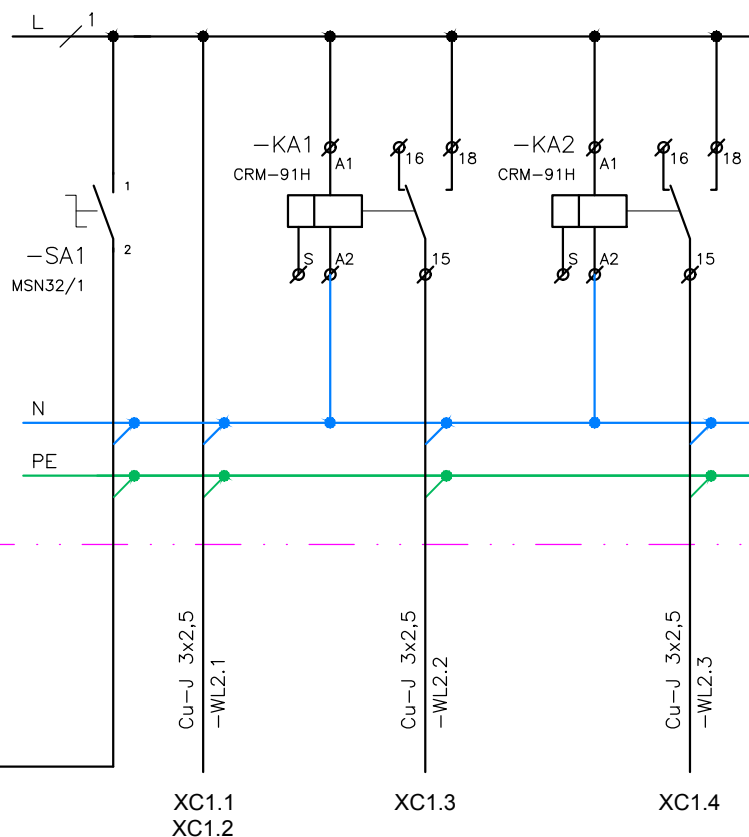 L 1
-KA1
A1
16
18
CRM-91H
-KA2
A1
16
18
CRM-91H
1
-SA1
2
MSN32/1
S
A2
15
S
A2
15
N
PE
Cu-J 3x2,5
-WL2.1
Cu-J 3x2,5
-WL2.2
Cu-J 3x2,5
-WL2.3
XC1.1
XC1.2
XC1.3
XC1.4